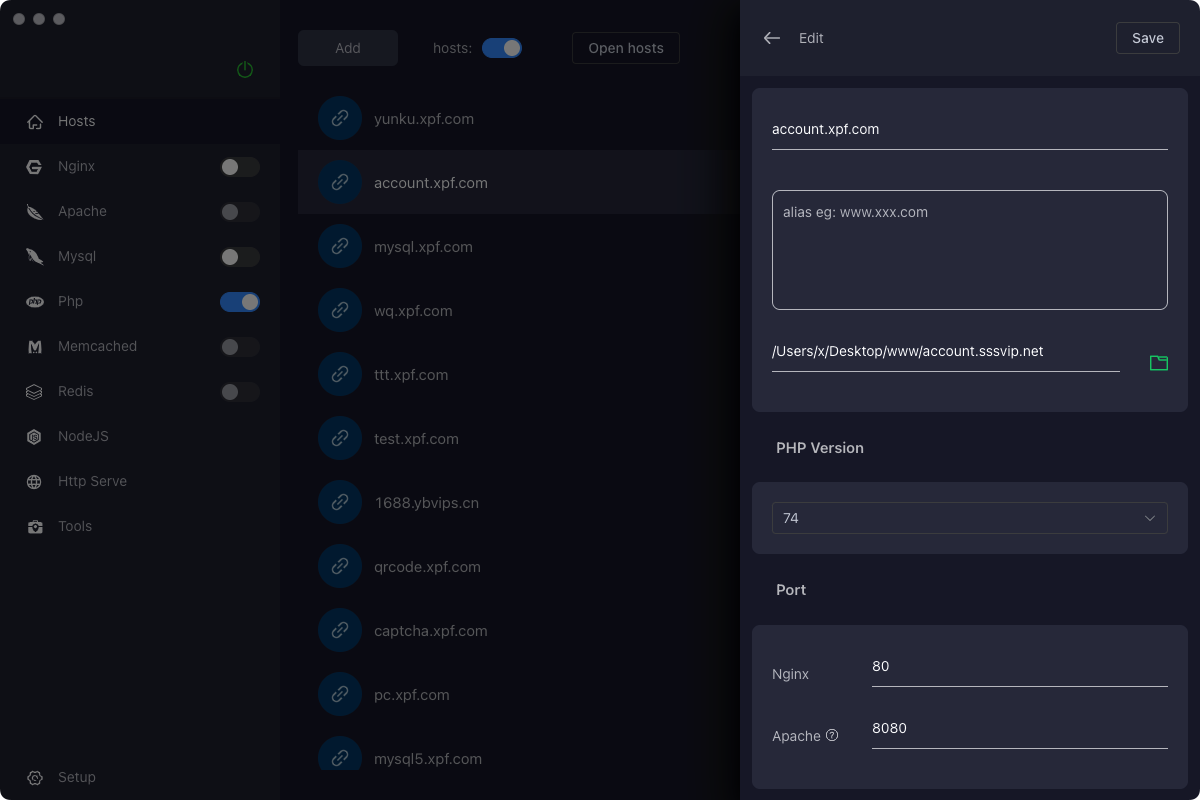 Hosts
Nginx
Apache
Mysql
php
Php
Memcached
Redis
NodeJS
Http Serve
Tools
Setup
Add
hosts:
Open hosts
yunku.xpf.com
account.xpf.com
mysql.xpf.com
wq.xpf.com
ttt.xpf.com
test.xpf.com
1688.ybvips.cn
qrcode.xpf.com
captcha.xpf.com
pc.xpf.com
mysql5.xpf.com
Edit
Save
account.xpf.com
alias eg: www.xxx.com
/Users/x/Desktop/www/account.sssvip.net
PHP Version
74
Port
Nginx
80
Apache ?
8080